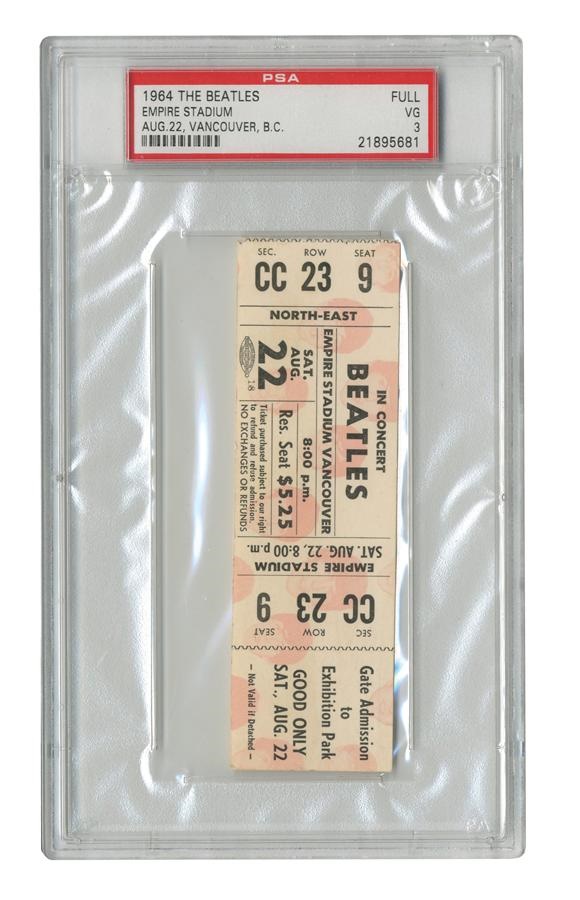 PSA
1964 THE BEATLES FULL
EMPIRE STADIUM VG
AUG.22, VANCOUVER, B.C. 3
21895681
SEC. ROW SEAT
CC 23 9
NORTH-EAST
IN CONCERT
BEATLES
EMPIRE STADIUM VANCOUVER
SAT. 8:00 p.m.
AUG.
22 Res. Seat $5.25
18
Ticket purchased subject to our right
to refund and refuse admission.
NO EXCHANGES OR REFUNDS
EMPIRE STADIUM
SAT. AUG. 22, 8:00 p.m.
SEC ROW SEAT
CC 23 9
Gate Admission
to
Exhibition Park
GOOD ONLY
SAT., AUG. 22
– Not Valid if Detached –
PSA